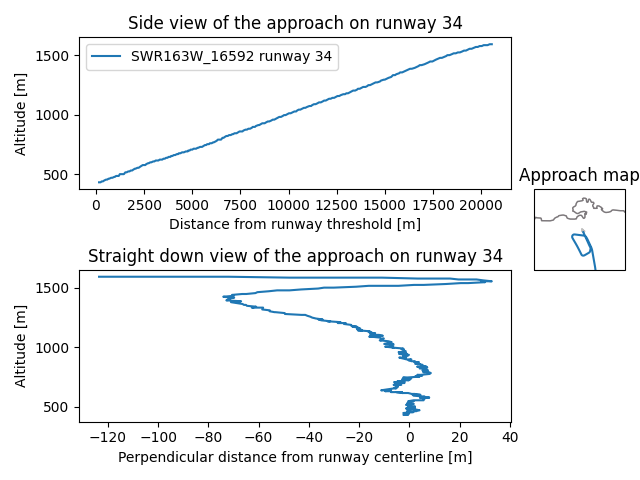 Side view of the approach on runway 34
SWR163W_16592 runway 34
Altitude [m]
1500
1000
500
0 2500 5000 7500 10000 12500 15000 17500 20000
Distance from runway threshold [m]
Approach map
Straight down view of the approach on runway 34
Altitude [m]
1500
1000
500
−120 −100 −80 −60 −40 −20 0 20 40
Perpendicular distance from runway centerline [m]